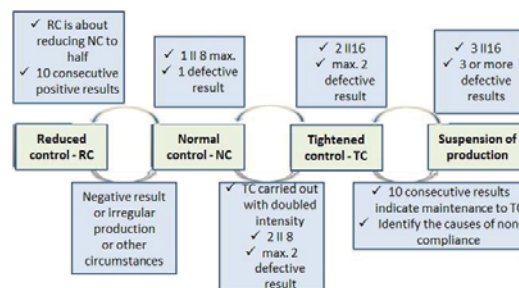 ✓ RC is about
reducing NC to
half
✓ 10 consecutive
positive results
✓ 1 II 8 max.
✓ 1 defective
result
✓ 2 II16
✓ max. 2
defective
result
✓ 3 II16
✓ 3 or more
defective
results
Reduced
control - RC
Normal
control - NC
Tightened
control - TC
Suspension of
production
Negative result
or irregular
production
or other
circumstances
✓ TC carried out
with doubled
intensity
✓ 2 II 8
✓ max. 2
defective
result
✓ 10 consecutive results
indicate maintenance to TC
✓ Identify the causes of non-
compliance